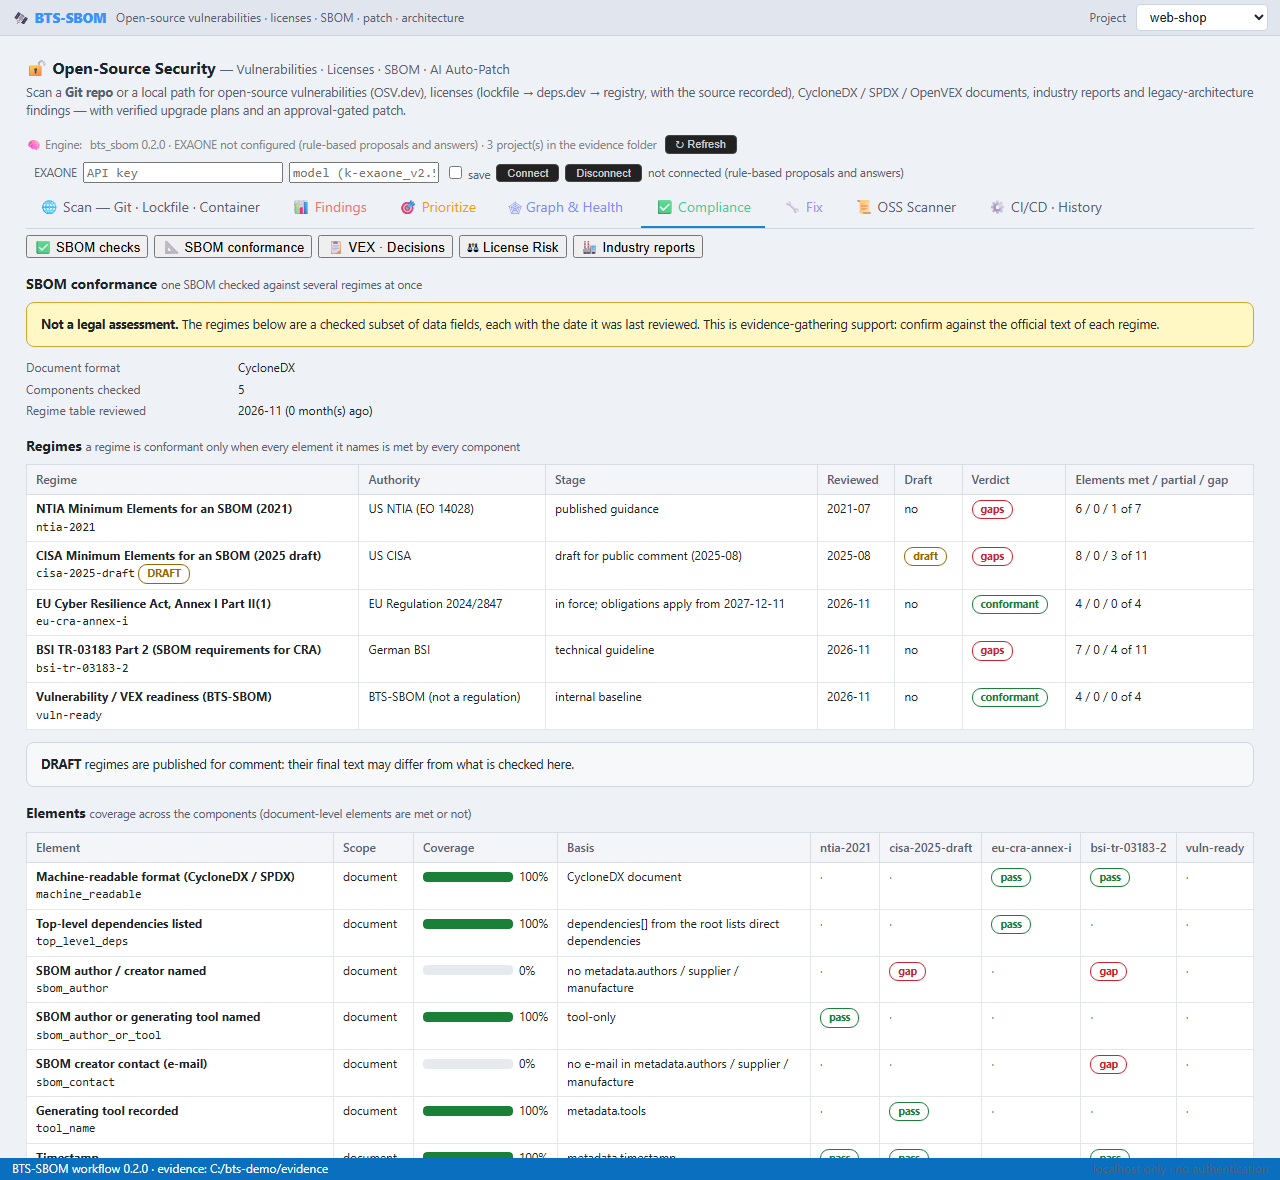 BTS-SBOM Open-source vulnerabilities · licenses · SBOM · patch · architecture Project web-shop
Open-Source Security — Vulnerabilities · Licenses · SBOM · AI Auto-Patch
Scan a Git repo or a local path for open-source vulnerabilities (OSV.dev), licenses (lockfile → deps.dev → registry, with the source recorded), CycloneDX / SPDX / OpenVEX documents, industry reports and legacy-architecture
findings — with verified upgrade plans and an approval-gated patch.
Engine: bts_sbom 0.2.0 · EXAONE not configured (rule-based proposals and answers) · 3 project(s) in the evidence folder ↻ Refresh
EXAONE API key model (k-exaone_v2.5 save Connect Disconnect not connected (rule-based proposals and answers)
Scan — Git · Lockfile · Container Findings Prioritize Graph & Health Compliance Fix OSS Scanner CI/CD · History
SBOM checks SBOM conformance VEX · Decisions License Risk Industry reports
SBOM conformance one SBOM checked against several regimes at once
Not a legal assessment. The regimes below are a checked subset of data fields, each with the date it was last reviewed. This is evidence-gathering support: confirm against the official text of each regime.
Document format CycloneDX
Components checked 5
Regime table reviewed 2026-11 (0 month(s) ago)
Regimes a regime is conformant only when every element it names is met by every component
Regime Authority Stage Reviewed Draft Verdict Elements met / partial / gap
NTIA Minimum Elements for an SBOM (2021) US NTIA (EO 14028) published guidance 2021-07 no gaps 6 / 0 / 1 of 7
ntia-2021
CISA Minimum Elements for an SBOM (2025 draft) US CISA draft for public comment (2025-08) 2025-08 draft gaps 8 / 0 / 3 of 11
cisa-2025-draft DRAFT
EU Cyber Resilience Act, Annex I Part II(1) EU Regulation 2024/2847 in force; obligations apply from 2027-12-11 2026-11 no conformant 4 / 0 / 0 of 4
eu-cra-annex-i
BSI TR-03183 Part 2 (SBOM requirements for CRA) German BSI technical guideline 2026-11 no gaps 7 / 0 / 4 of 11
bsi-tr-03183-2
Vulnerability / VEX readiness (BTS-SBOM) BTS-SBOM (not a regulation) internal baseline 2026-11 no conformant 4 / 0 / 0 of 4
vuln-ready
DRAFT regimes are published for comment: their final text may differ from what is checked here.
Elements coverage across the components (document-level elements are met or not)
Element Scope Coverage Basis ntia-2021 cisa-2025-draft eu-cra-annex-i bsi-tr-03183-2 vuln-ready
Machine-readable format (CycloneDX / SPDX) document 100% CycloneDX document · · pass pass ·
machine_readable
Top-level dependencies listed document 100% dependencies[] from the root lists direct · · pass · ·
top_level_deps dependencies
SBOM author / creator named document 0% no metadata.authors / supplier / · gap · gap ·
sbom_author manufacture
SBOM author or generating tool named document 100% tool-only pass · · · ·
sbom_author_or_tool
SBOM creator contact (e-mail) document 0% no e-mail in metadata.authors / supplier / · · · gap ·
sbom_contact manufacture
Generating tool recorded document 100% metadata.tools · pass · · ·
tool_name
Timestamp document 100% metadata.timestamp pass pass · pass ·
BTS-SBOM workflow 0.2.0 · evidence: C:/bts-demo/evidence localhost only · no authentication